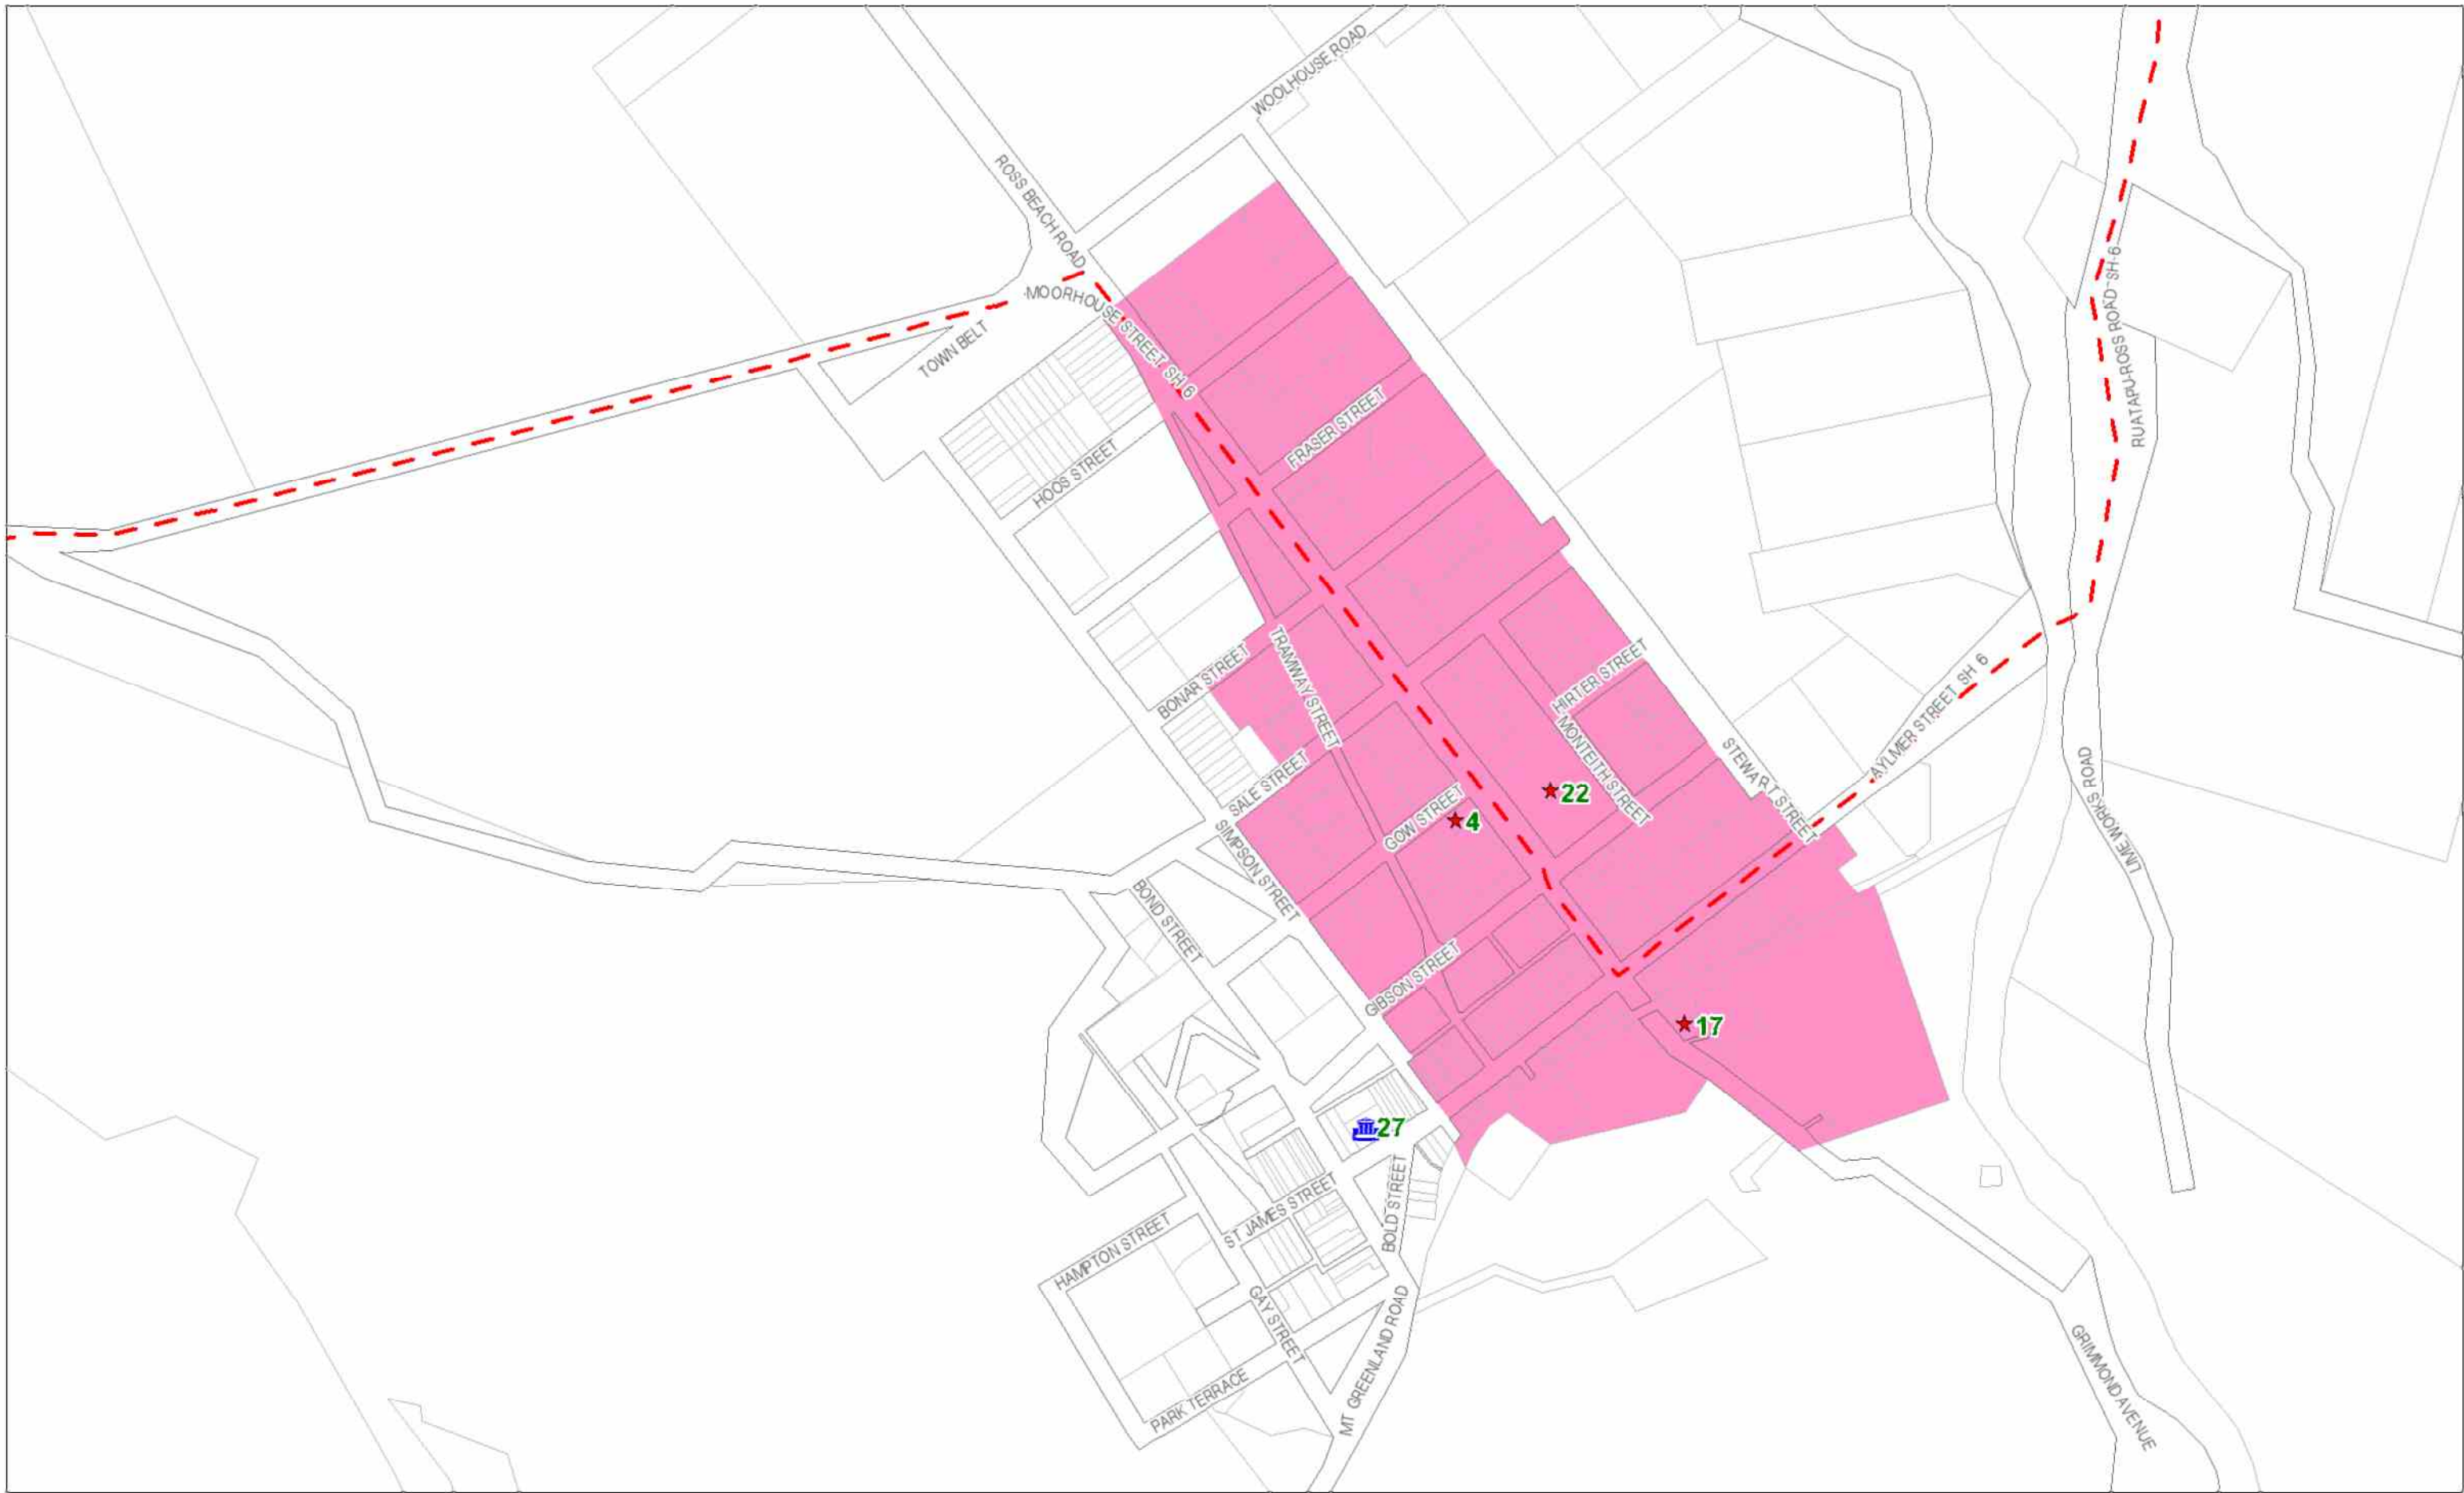 WOOLHOUSE ROAD
ROSS BEACH ROAD
MOORHOUSE STREET SH 6
TOWN BELT
RUATAPU-ROSS ROAD-SH-6
FRASER STREET
HOOS STREET
HIRTER STREET
BONAR STREET
TRAMWAY STREET
AYLMER STREET SH 6
MONTEITH STREET
STEWART STREET
SALE STREET
LIMEWORKS ROAD
22
4
GOW STREET
SIMPSON STREET
BOND STREET
GIBSON STREET
17
27
BOLD STREET
ST JAMES STREET
HAMPTON STREET
GAY STREET
MT GREENLAND ROAD
PARK TERRACE
GRIMMOND AVENUE